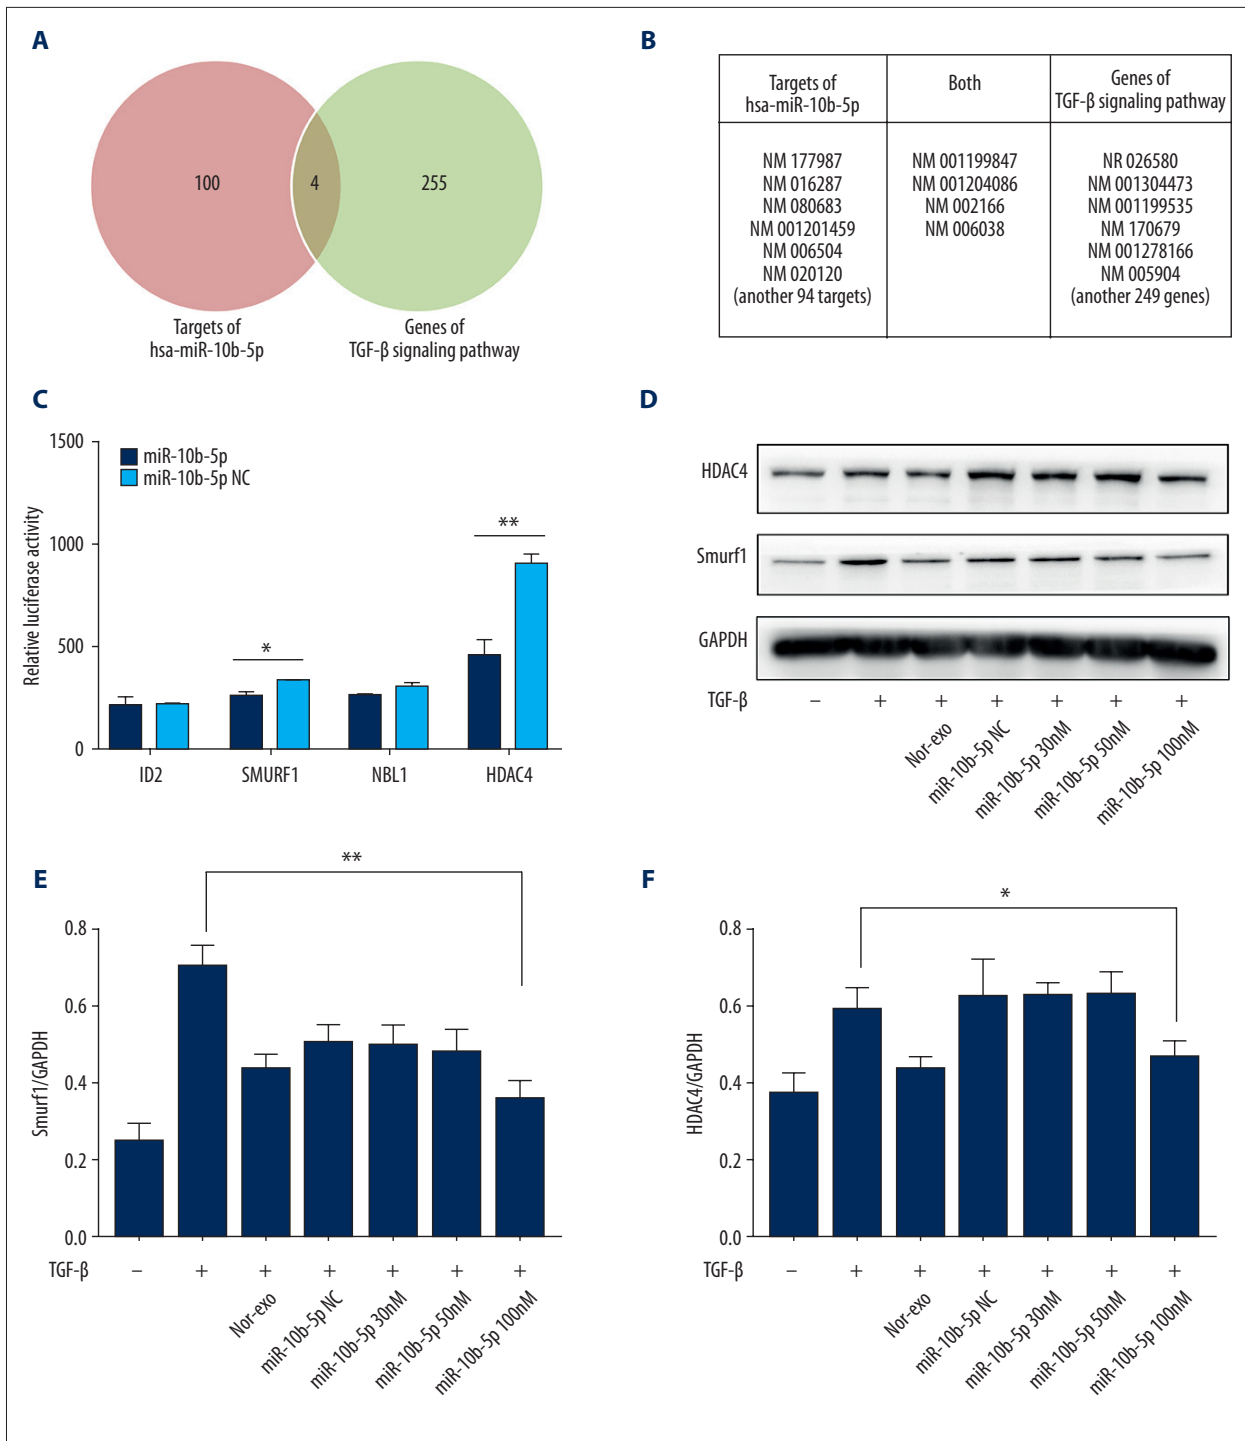 A
100
4
255
Targets of
hsa-miR-10b-5p
Genes of
TGF-β signaling pathway
B
Targets of
hsa-miR-10b-5p
Both
Genes of
TGF-β signaling pathway
NM 177987
NM 016287
NM 080683
NM 001201459
NM 006504
NM 020120
(another 94 targets)
NM 001199847
NM 001204086
NM 002166
NM 006038
NR 026580
NM 001304473
NM 001199535
NM 170679
NM 001278166
NM 005904
(another 249 genes)
C
Relative luciferase activity
1500
1000
500
0
miR-10b-5p
miR-10b-5p NC
*
**
ID2
SMURF1
NBL1
HDAC4
D
HDAC4
Smurf1
GAPDH
TGF-β
– + + + + + +
Nor-exo
miR-10b-5p NC
miR-10b-5p 30nM
miR-10b-5p 50nM
miR-10b-5p 100nM
E
**
Smurf1/GAPDH
0.8
0.6
0.4
0.2
0.0
TGF-β
– + + + + + +
Nor-exo
miR-10b-5p NC
miR-10b-5p 30nM
miR-10b-5p 50nM
miR-10b-5p 100nM
F
*
HDAC4/GAPDH
0.8
0.6
0.4
0.2
0.0
TGF-β
– + + + + + +
Nor-exo
miR-10b-5p NC
miR-10b-5p 30nM
miR-10b-5p 50nM
miR-10b-5p 100nM